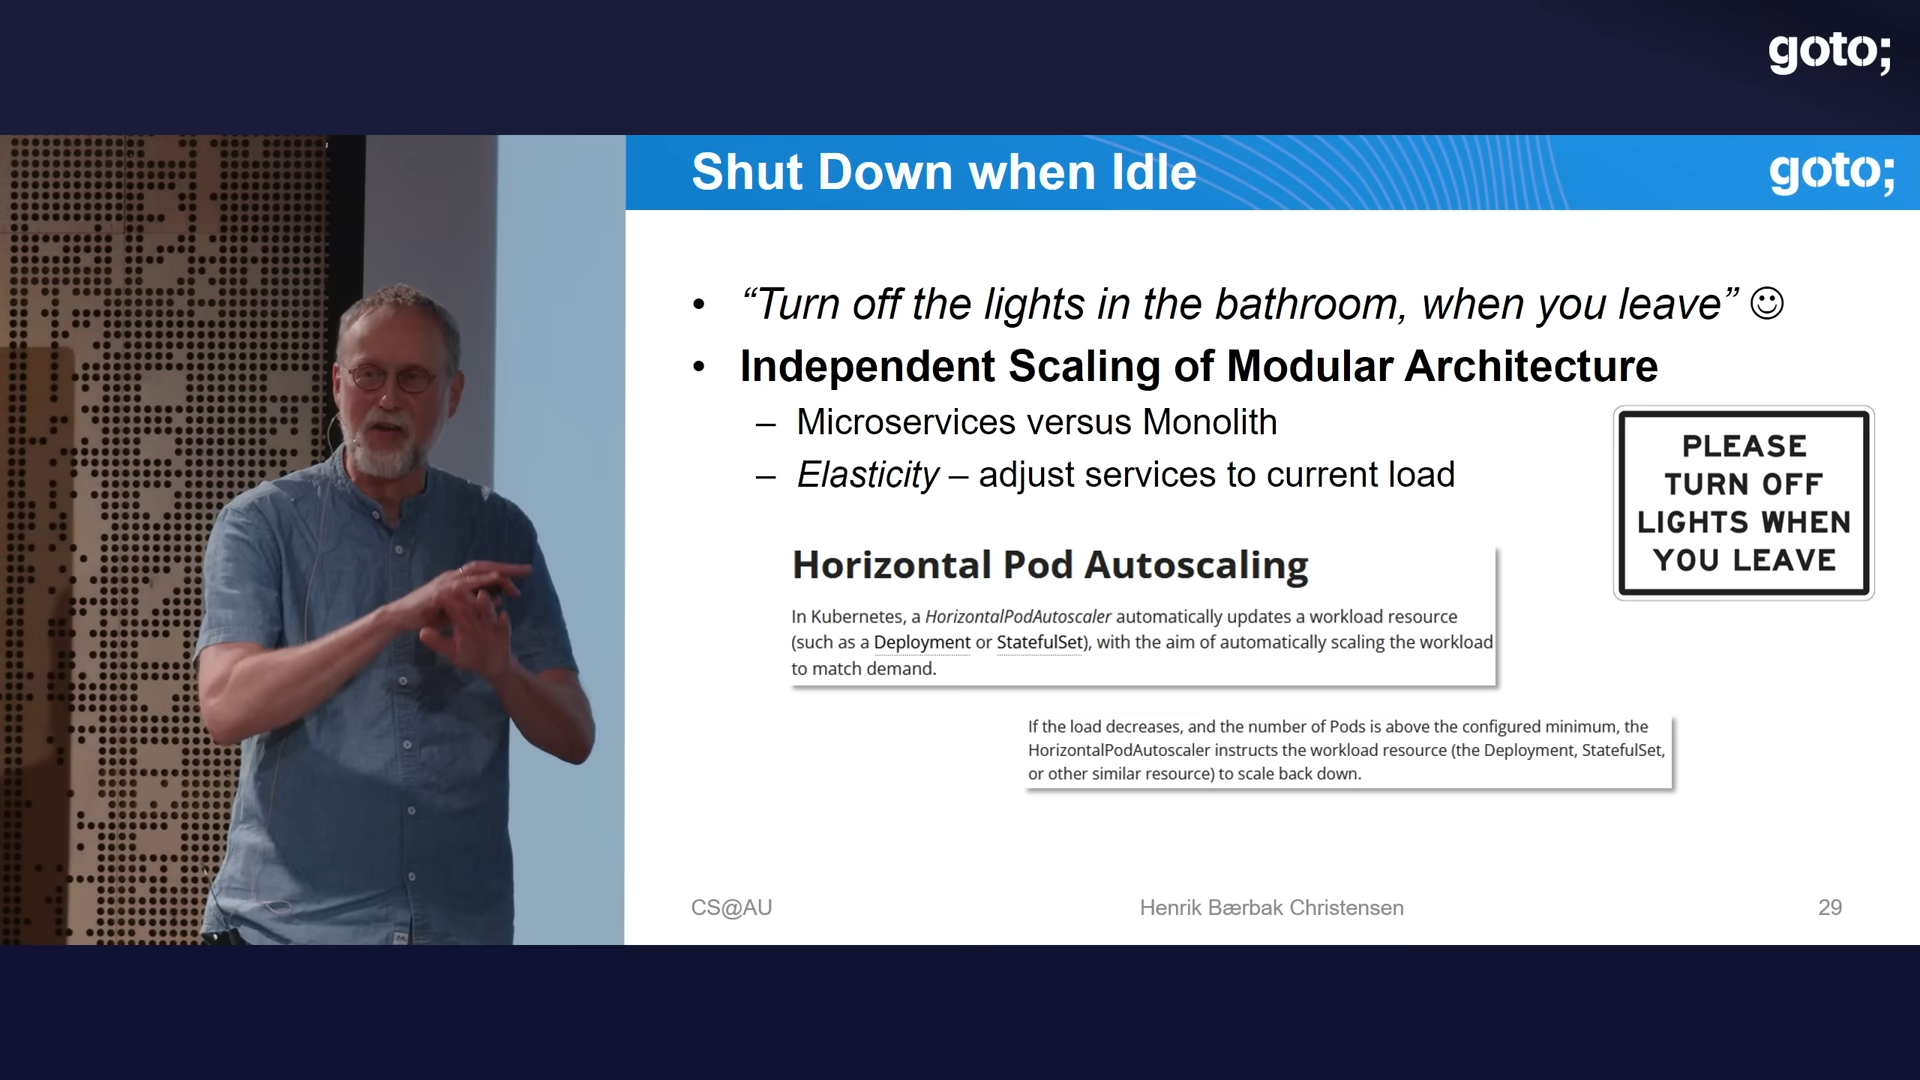 goto;
Shut Down when Idle
goto;
• “Turn off the lights in the bathroom, when you leave” ☺
• Independent Scaling of Modular Architecture
– Microservices versus Monolith
– Elasticity – adjust services to current load
PLEASE
TURN OFF
LIGHTS WHEN
YOU LEAVE
Horizontal Pod Autoscaling
In Kubernetes, a HorizontalPodAutoscaler automatically updates a workload resource
(such as a Deployment or StatefulSet), with the aim of automatically scaling the workload
to match demand.
If the load decreases, and the number of Pods is above the configured minimum, the
HorizontalPodAutoscaler instructs the workload resource (the Deployment, StatefulSet,
or other similar resource) to scale back down.
CS@AU
Henrik Bærbak Christensen
29